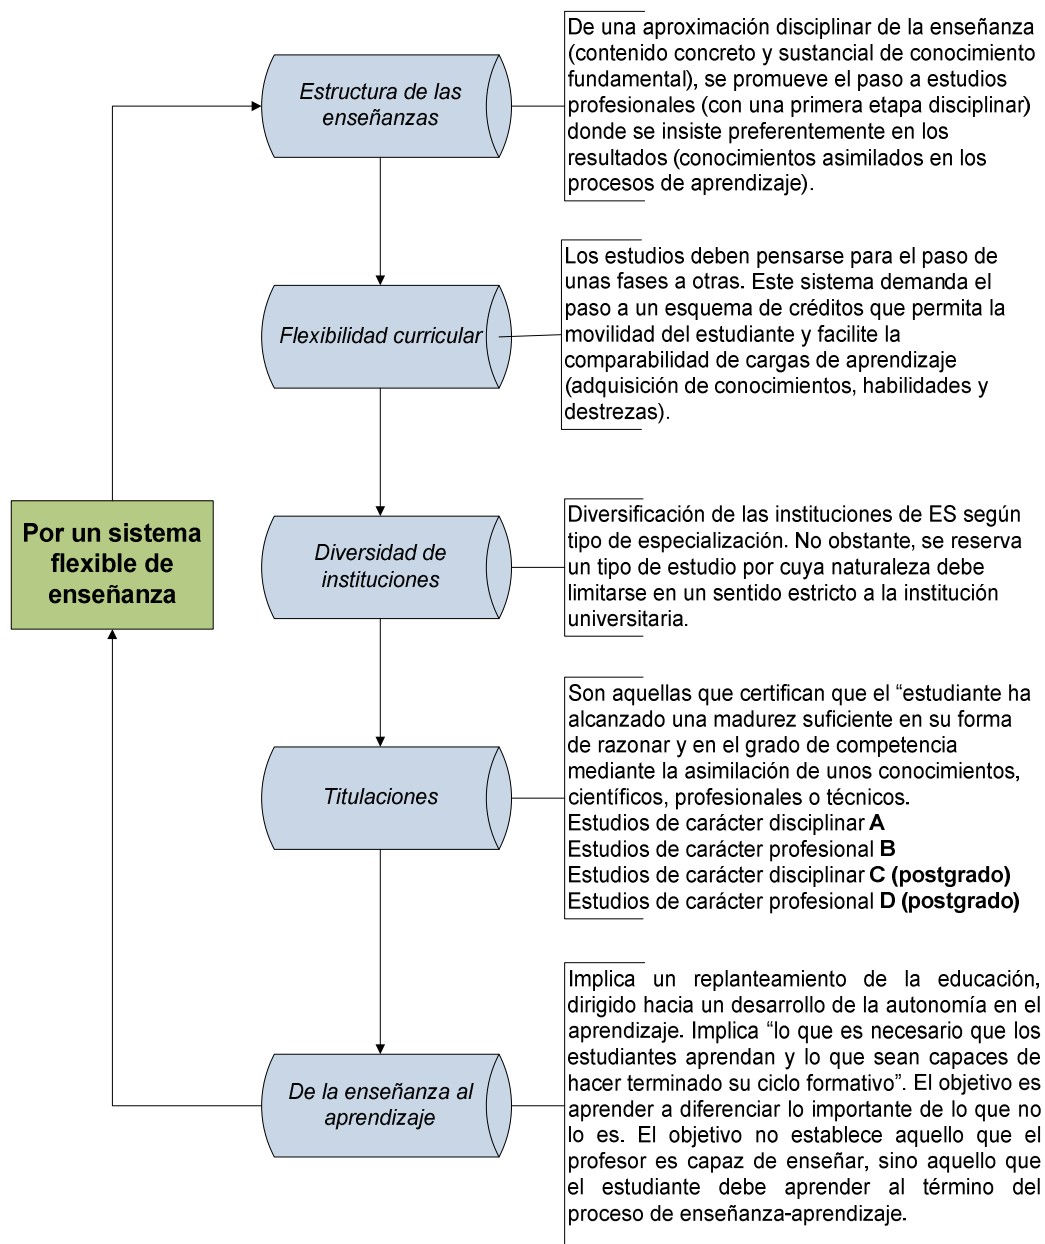 Estructura de las
enseñanzas
De una aproximación disciplinar de la enseñanza
(contenido concreto y sustancial de conocimiento
fundamental), se promueve el paso a estudios
profesionales (con una primera etapa disciplinar)
donde se insiste preferentemente en los
resultados (conocimientos asimilados en los
procesos de aprendizaje).
Flexibilidad curricular
Los estudios deben pensarse para el paso de
unas fases a otras. Este sistema demanda el
paso a un esquema de créditos que permita la
movilidad del estudiante y facilite la
comparabilidad de cargas de aprendizaje
(adquisición de conocimientos, habilidades y
destrezas).
Por un sistema
flexible de
enseñanza
Diversidad de
instituciones
Diversificación de las instituciones de ES según
tipo de especialización. No obstante, se reserva
un tipo de estudio por cuya naturaleza debe
limitarse en un sentido estricto a la institución
universitaria.
Titulaciones
Son aquellas que certifican que el “estudiante ha
alcanzado una madurez suficiente en su forma
de razonar y en el grado de competencia
mediante la asimilación de unos conocimientos,
científicos, profesionales o técnicos.
Estudios de carácter disciplinar A
Estudios de carácter profesional B
Estudios de carácter disciplinar C (postgrado)
Estudios de carácter profesional D (postgrado)
De la enseñanza al
aprendizaje
Implica un replanteamiento de la educación,
dirigido hacia un desarrollo de la autonomía en el
aprendizaje. Implica “lo que es necesario que los
estudiantes aprendan y lo que sean capaces de
hacer terminado su ciclo formativo”. El objetivo es
aprender a diferenciar lo importante de lo que no
lo es. El objetivo no establece aquello que el
profesor es capaz de enseñar, sino aquello que
el estudiante debe aprender al término del
proceso de enseñanza-aprendizaje.